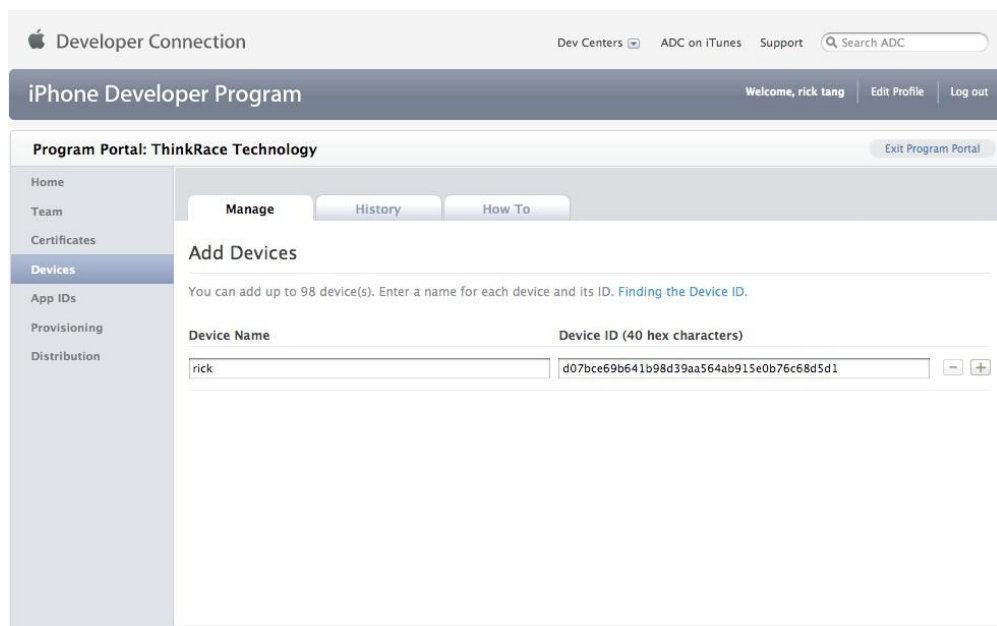 Developer Connection
Dev Centers ADC on iTunes Support Search ADC
iPhone Developer Program
Welcome, rick tang Edit Profile Log out
Program Portal: ThinkRace Technology
Exit Program Portal
Home
Team
Certificates
Devices
App IDs
Provisioning
Distribution
Manage History How To
Add Devices
You can add up to 98 device(s). Enter a name for each device and its ID. Finding the Device ID.
Device Name Device ID (40 hex characters)
rick d07bce69b641b98d39aa564ab915e0b76c68d5d1